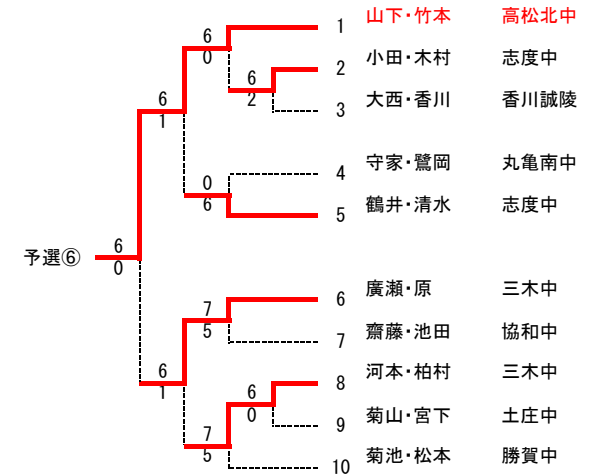 山下・竹本 高松北中
6
0
1
小田・木村 志度中
6
2
2
大西・香川 香川誠陵
6
1
3
守家・鷺岡 丸亀南中
0
6
4
鶴井・清水 志度中
5
予選⑥
6
0
廣瀬・原 三木中
7
5
6
齋藤・池田 協和中
7
河本・柏村 三木中
6
1
6
0
8
菊山・宮下 土庄中
9
7
5
菊池・松本 勝賀中
10